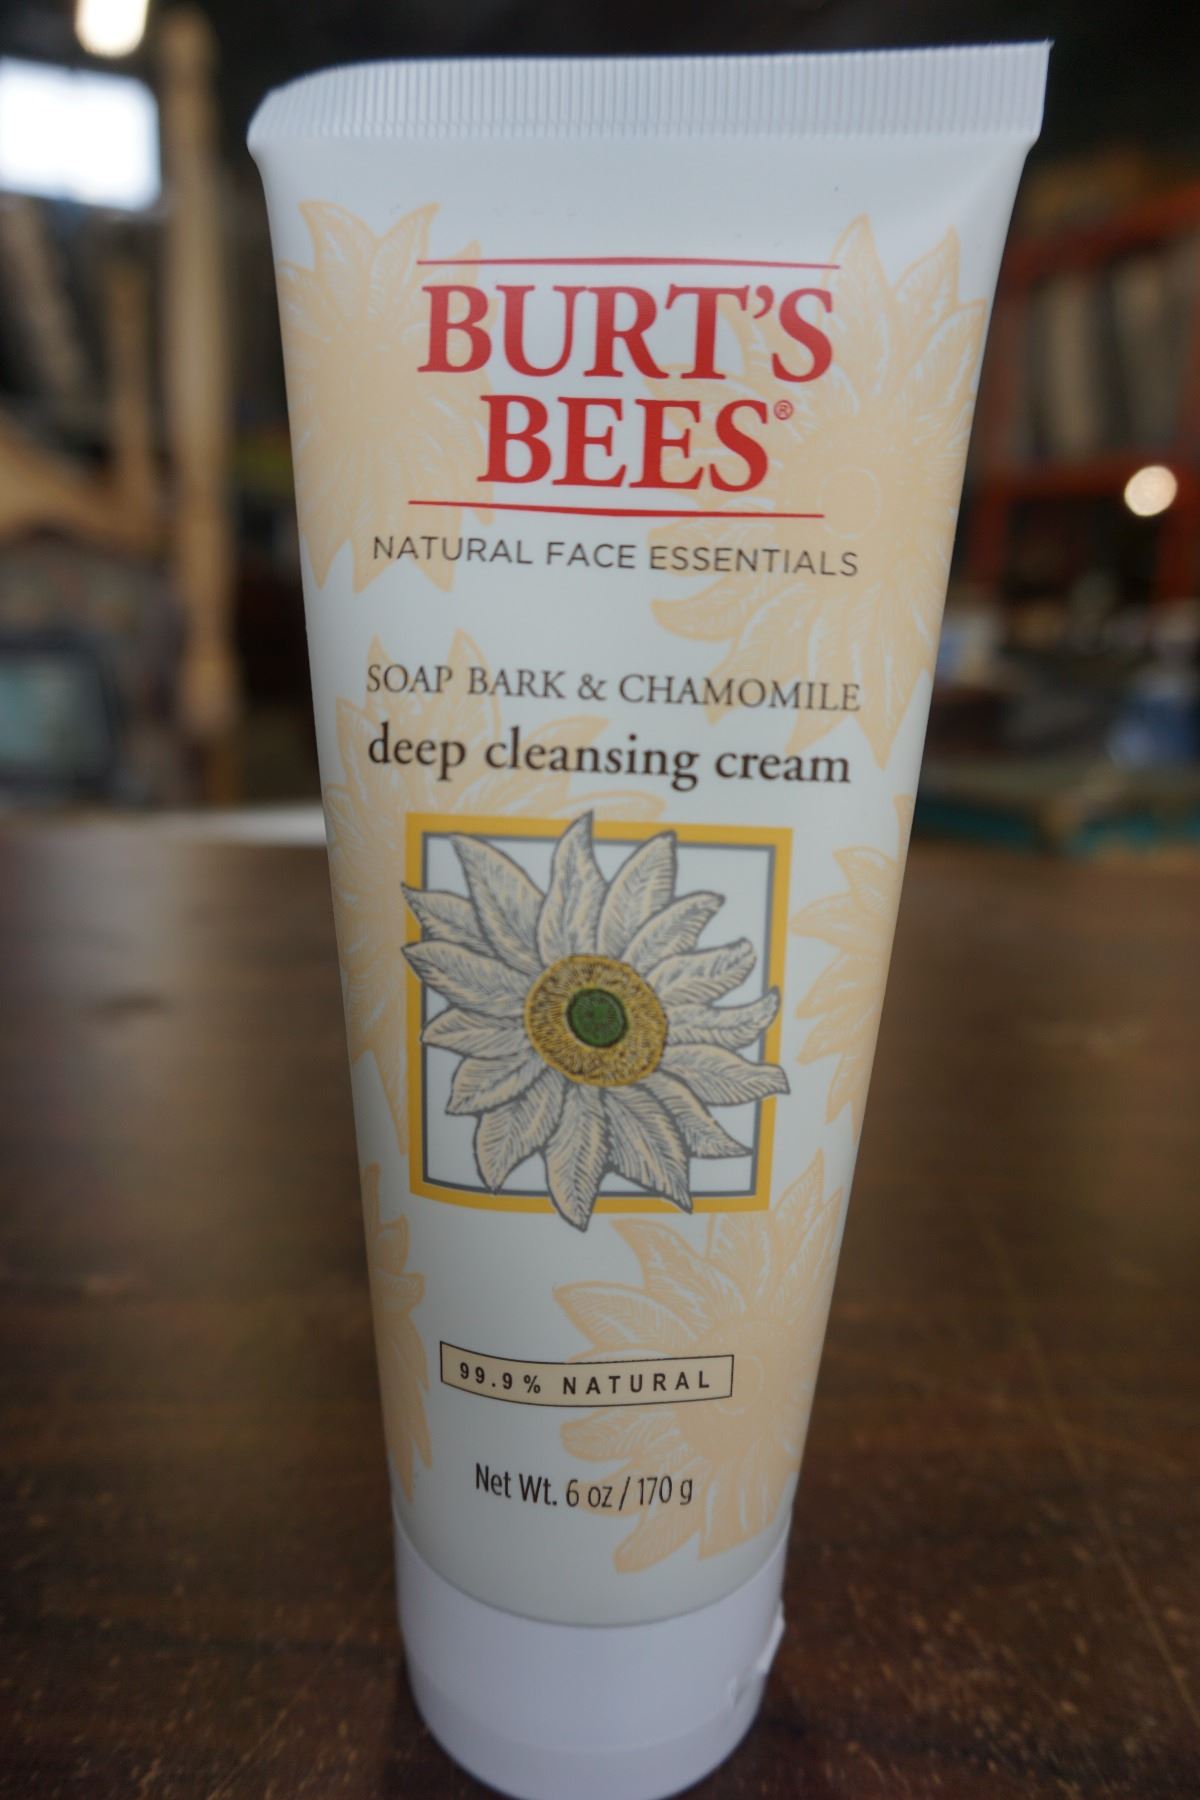 BURT'S
BEES®
NATURAL FACE ESSENTIALS
SOAP BARK & CHAMOMILE
deep cleansing cream
99.9% NATURAL
Net Wt. 6 oz / 170 g